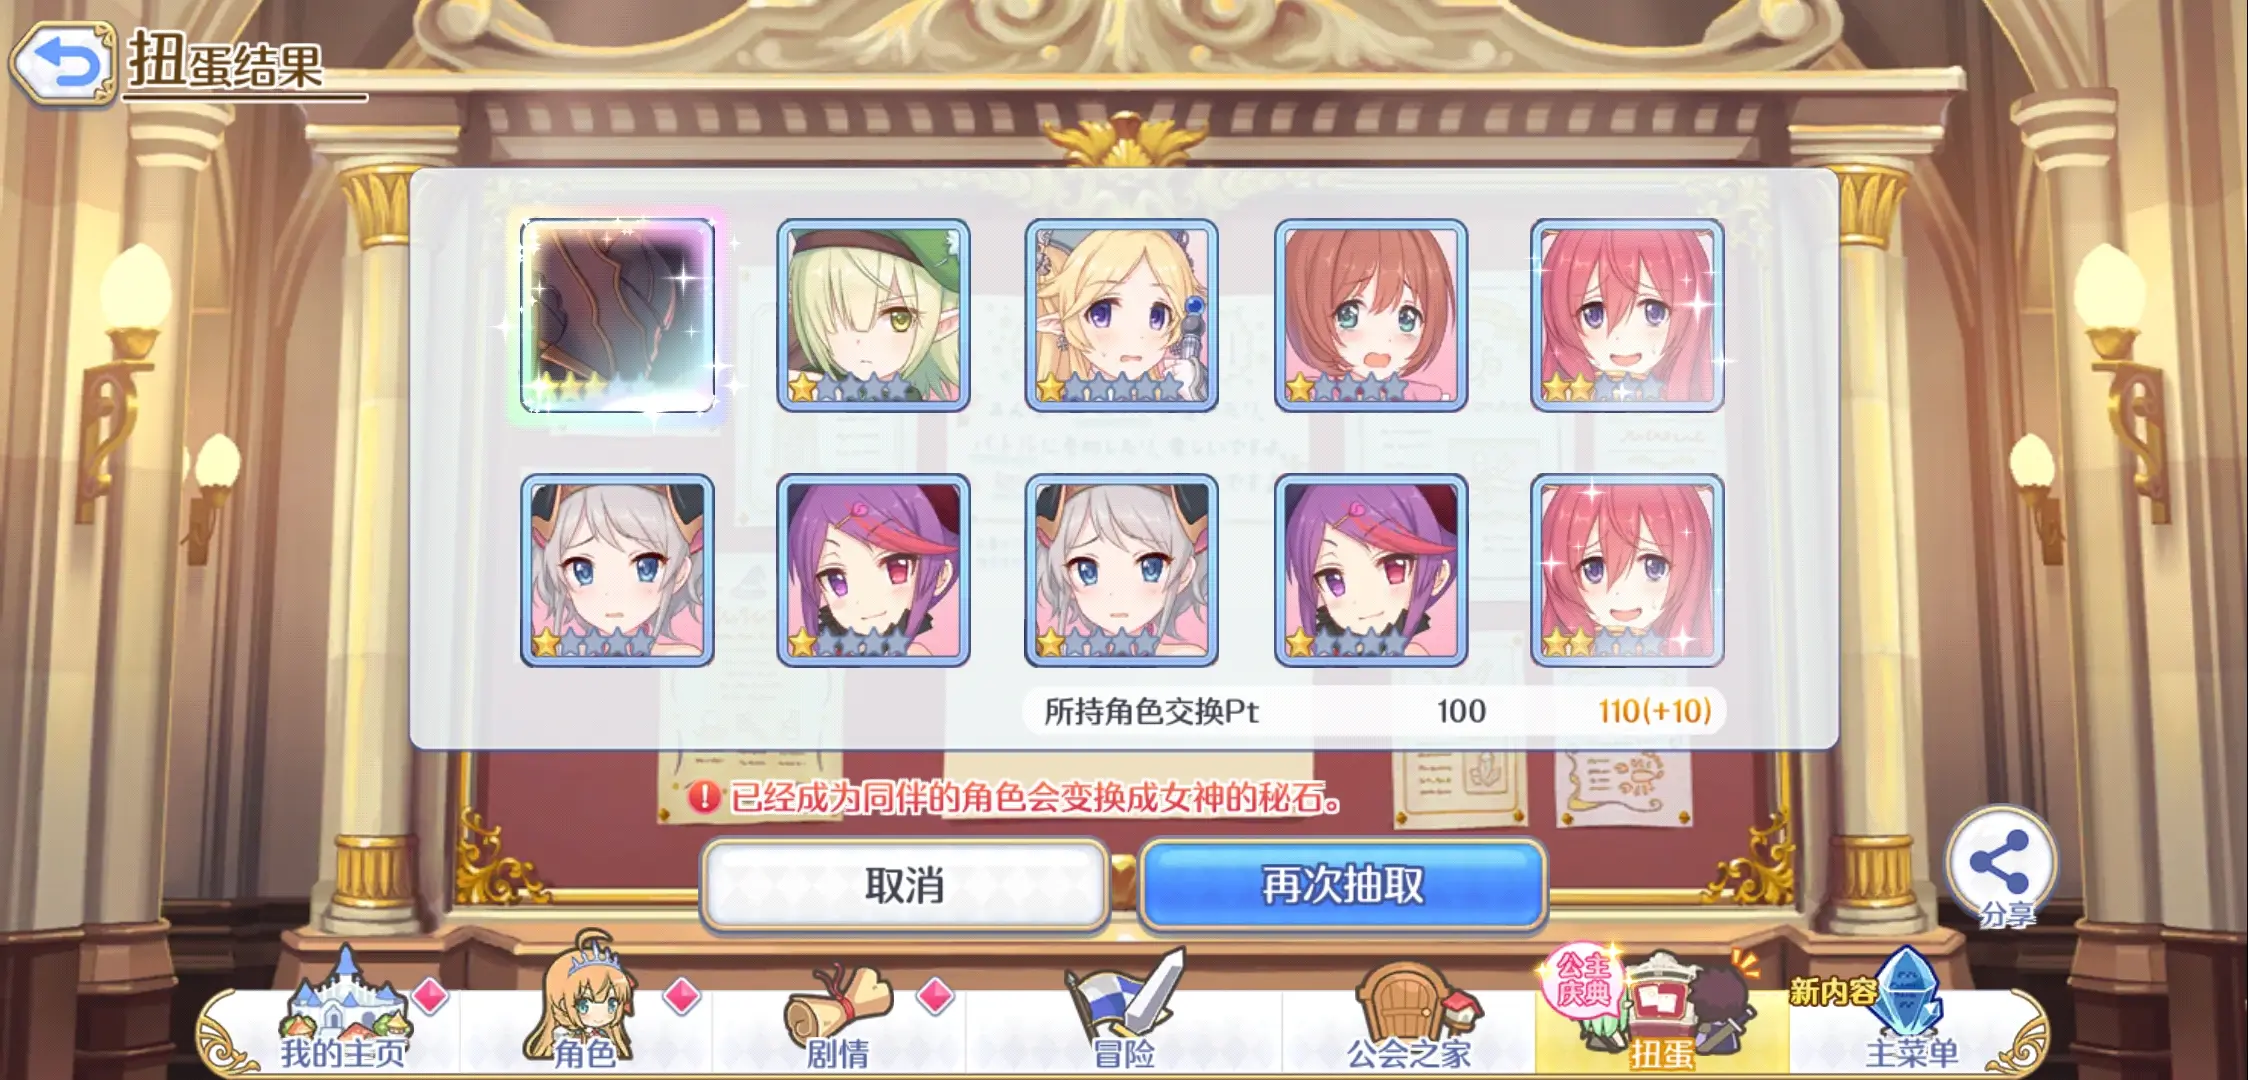 扭蛋结果
所持角色交换Pt 100 110(+10)
已经成为同伴的角色会变换成女神的秘石。
取消
再次抽取
分享
公主
庆典
新内容
我的主页
角色
剧情
冒险
公会之家
扭蛋
主菜单